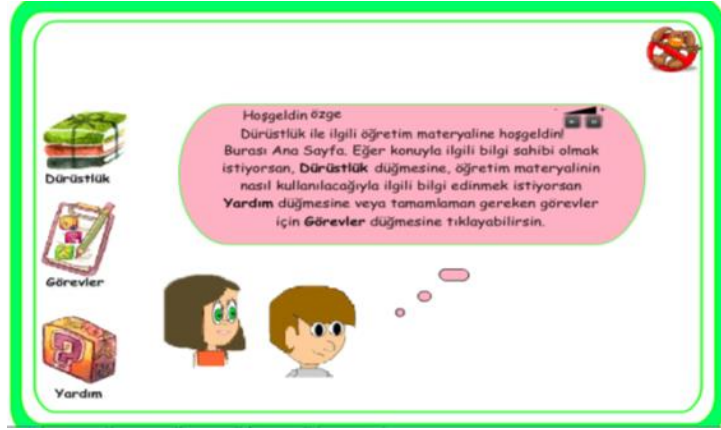 Hoşgeldin özge
Dürüstlük ile ilgili öğretim materyaline hoşgeldin!
Burası Ana Sayfa. Eğer konuyla ilgili bilgi sahibi olmak
istiyorsan, Dürüstlük düğmesine, öğretim materyalinin
nasıl kullanılacağıyla ilgili bilgi edinmek istiyorsan
Yardım düğmesine veya tamamlaman gereken görevler
için Görevler düğmesine tıklayabilirsin.
Dürüstlük
Görevler
Yardım